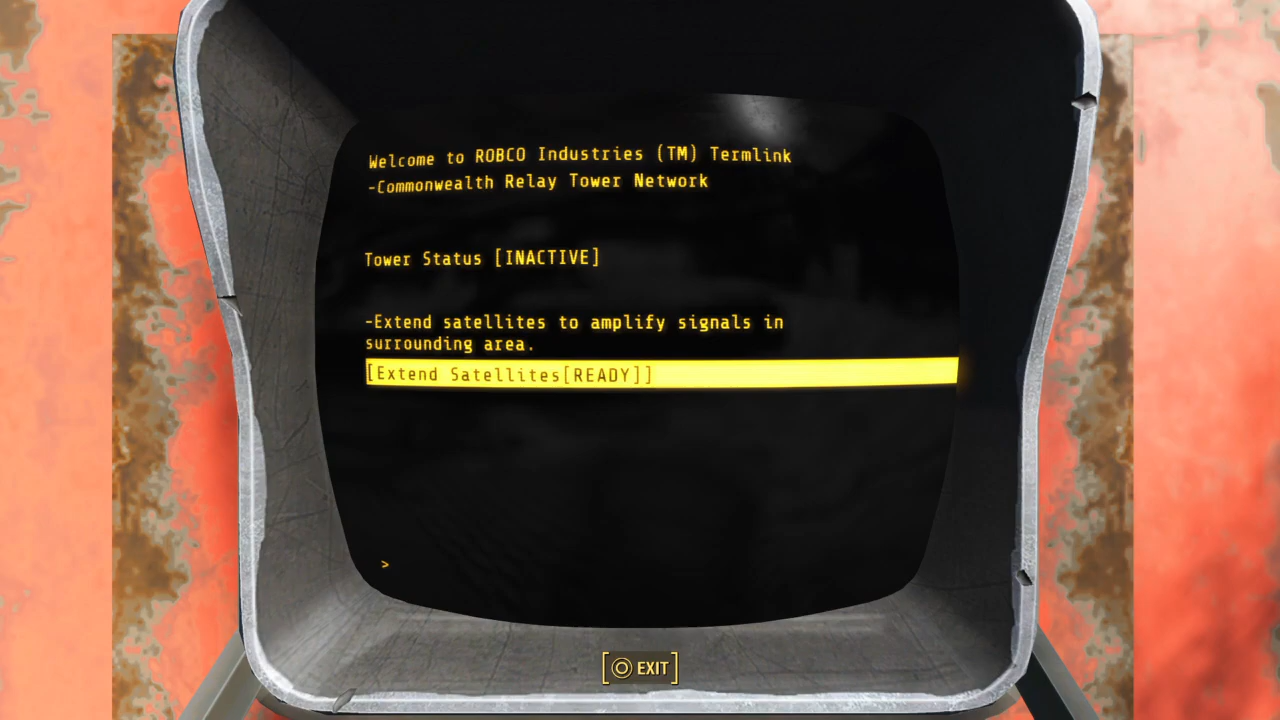 Welcome to ROBCO Industries (TM) Termlink
-Commonwealth Relay Tower Network
Tower Status [INACTIVE]
-Extend satellites to amplify signals in
surrounding area.
[Extend Satellites[READY]]
>
[◯ EXIT]